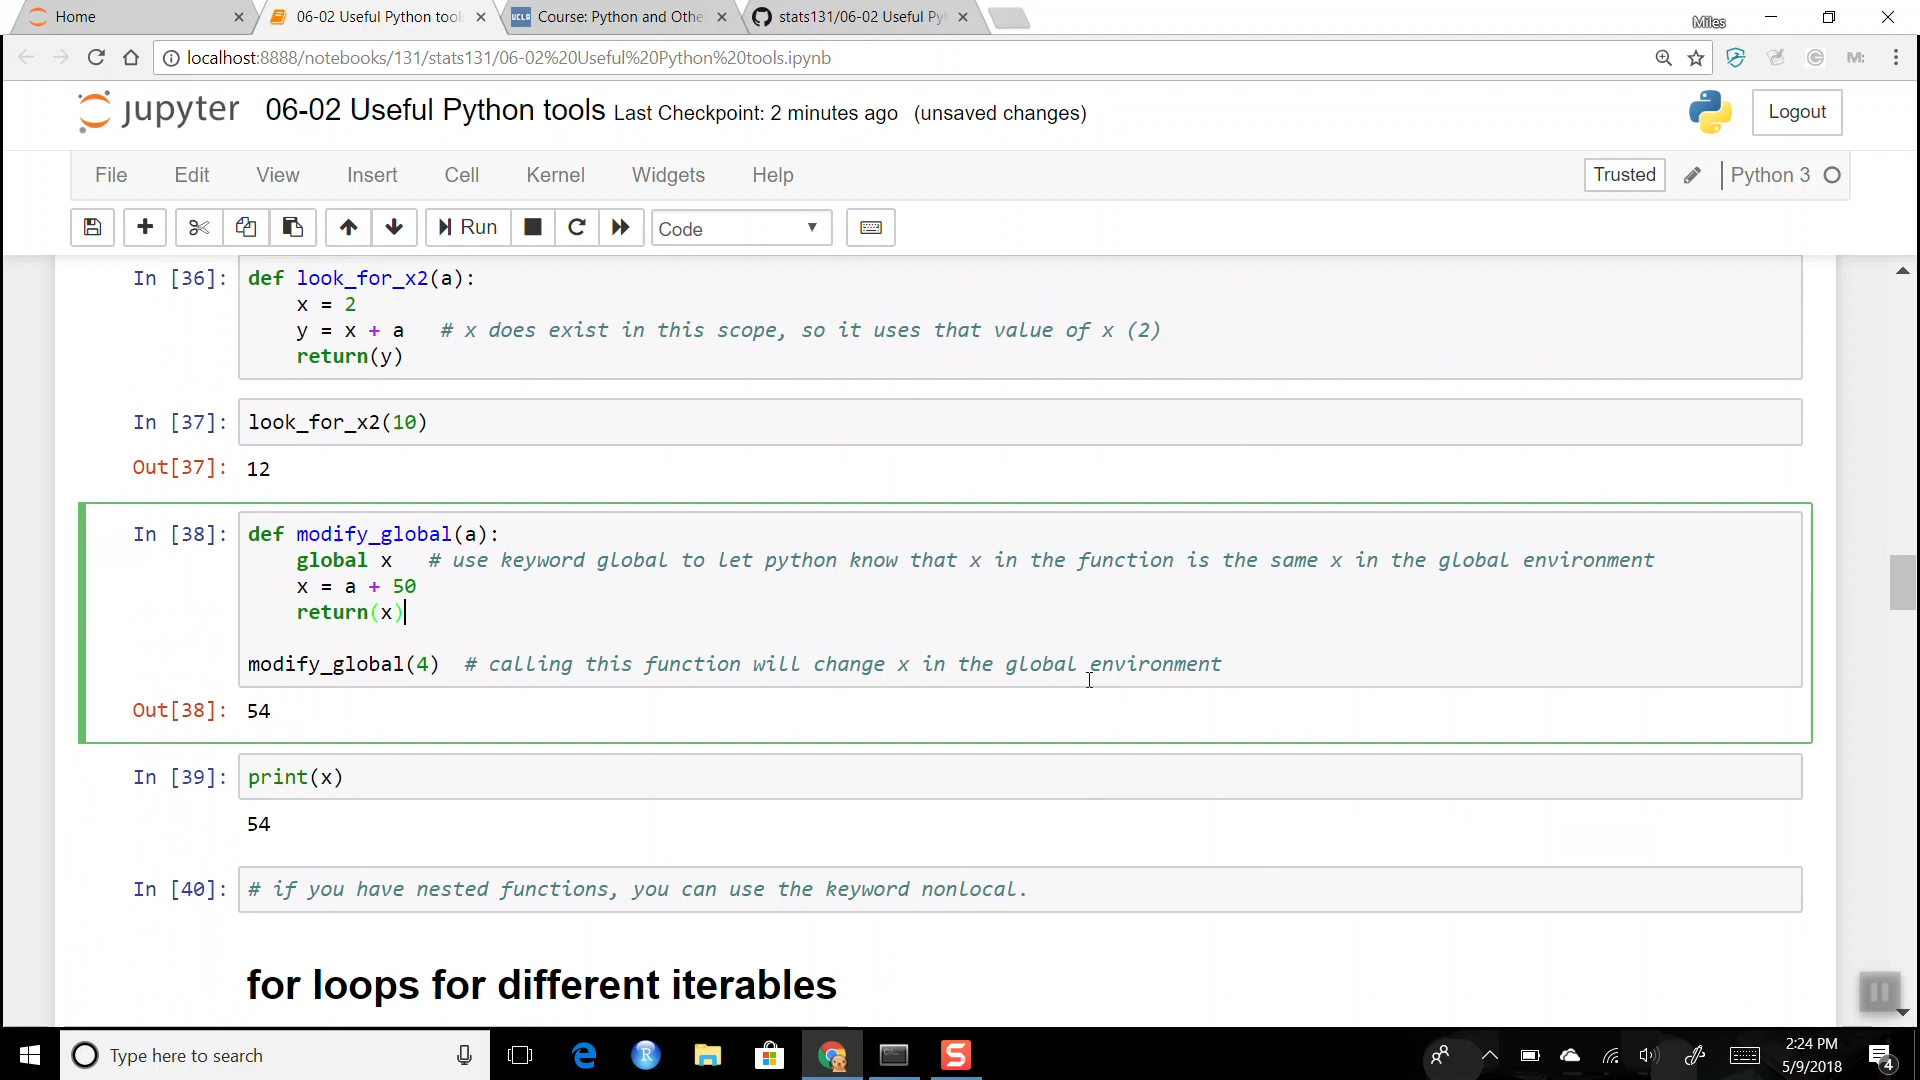 Miles
Home
06-02 Useful Python tool
UCLA Course: Python and Othe
stats131/06-02 Useful Py
localhost:8888/notebooks/131/stats131/06-02%20Useful%20Python%20tools.ipynb
M:
jupyter 06-02 Useful Python tools Last Checkpoint: 2 minutes ago (unsaved changes)
Logout
File Edit View Insert Cell Kernel Widgets Help
Trusted
Python 3
Run
Code
In [36]: def look_for_x2(a):
x = 2
y = x + a # x does exist in this scope, so it uses that value of x (2)
return(y)
In [37]: look_for_x2(10)
Out[37]: 12
In [38]: def modify_global(a):
global x # use keyword global to let python know that x in the function is the same x in the global environment
x = a + 50
return(x)
modify_global(4) # calling this function will change x in the global environment
Out[38]: 54
In [39]: print(x)
54
In [40]: # if you have nested functions, you can use the keyword nonlocal.
for loops for different iterables
Type here to search
R
S
2:24 PM
5/9/2018
4